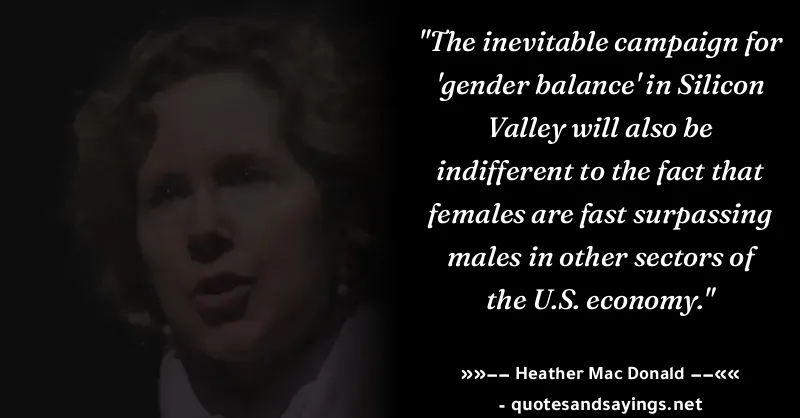 "The inevitable campaign for
'gender balance' in Silicon
Valley will also be
indifferent to the fact that
females are fast surpassing
males in other sectors of
the U.S. economy."
»»–– Heather Mac Donald ––««
- quotesandsayings.net